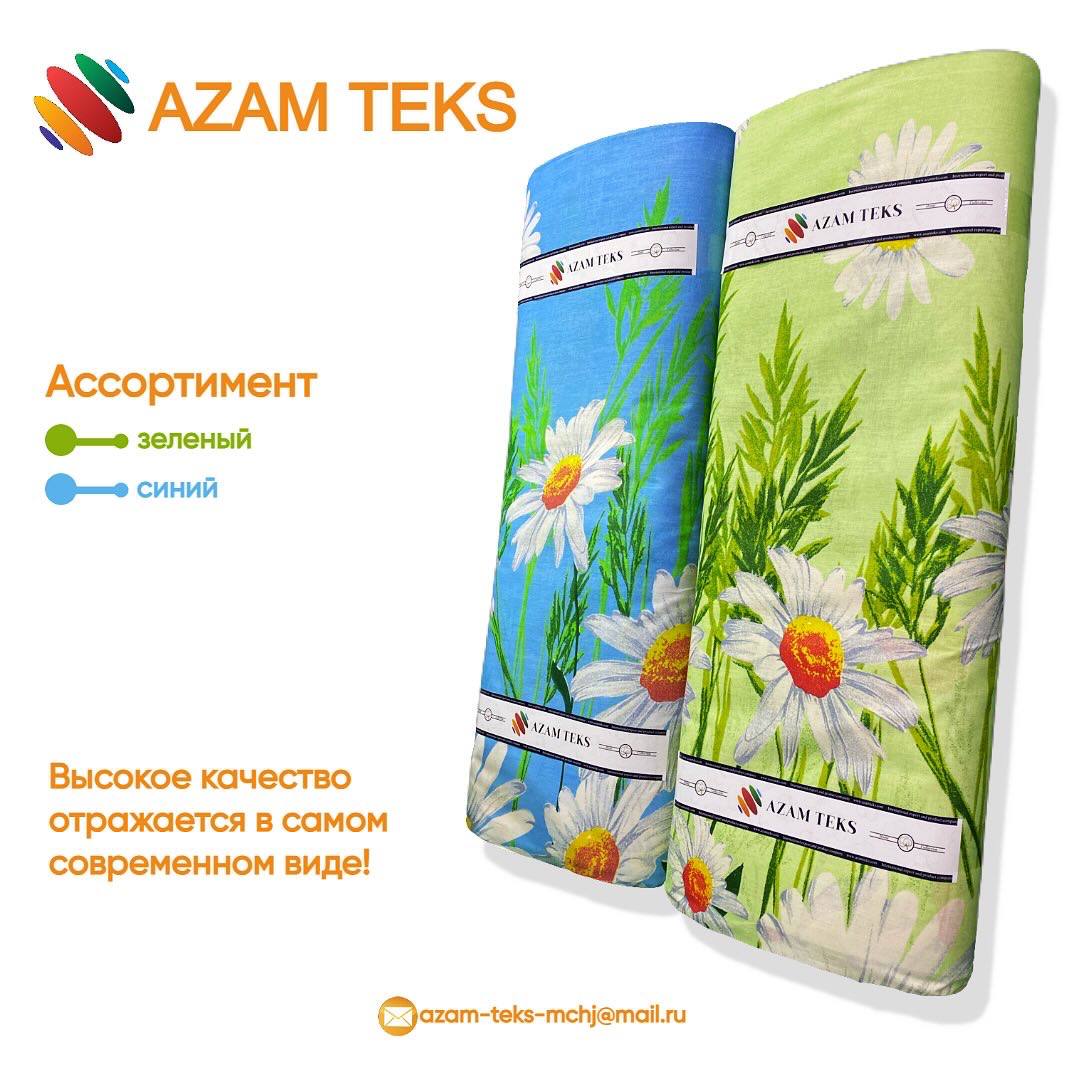 AZAM TEKS
Ассортимент
зеленый
синий
Высокое качество
отражается в самом
современном виде!
AZAM TEKS
AZAM TEKS
AZAM TEKS
AZAM TEKS
azam-teks-mchj@mail.ru